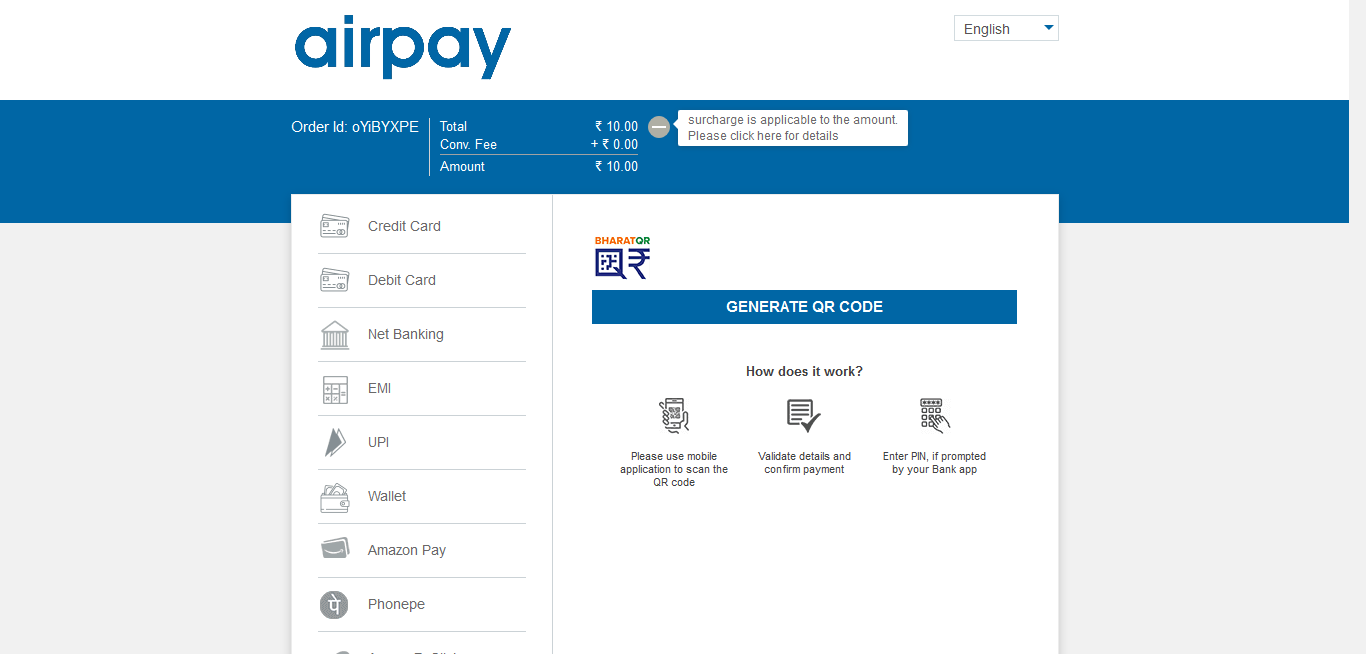 airpay
English
Order Id: oYiBYXPE
Total ₹ 10.00
Conv. Fee + ₹ 0.00
Amount ₹ 10.00
surcharge is applicable to the amount.
Please click here for details
Credit Card
Debit Card
Net Banking
EMI
UPI
Wallet
Amazon Pay
Phonepe
BHARATQR
GENERATE QR CODE
How does it work?
Please use mobile
application to scan the
QR code
Validate details and
confirm payment
Enter PIN, if prompted
by your Bank app